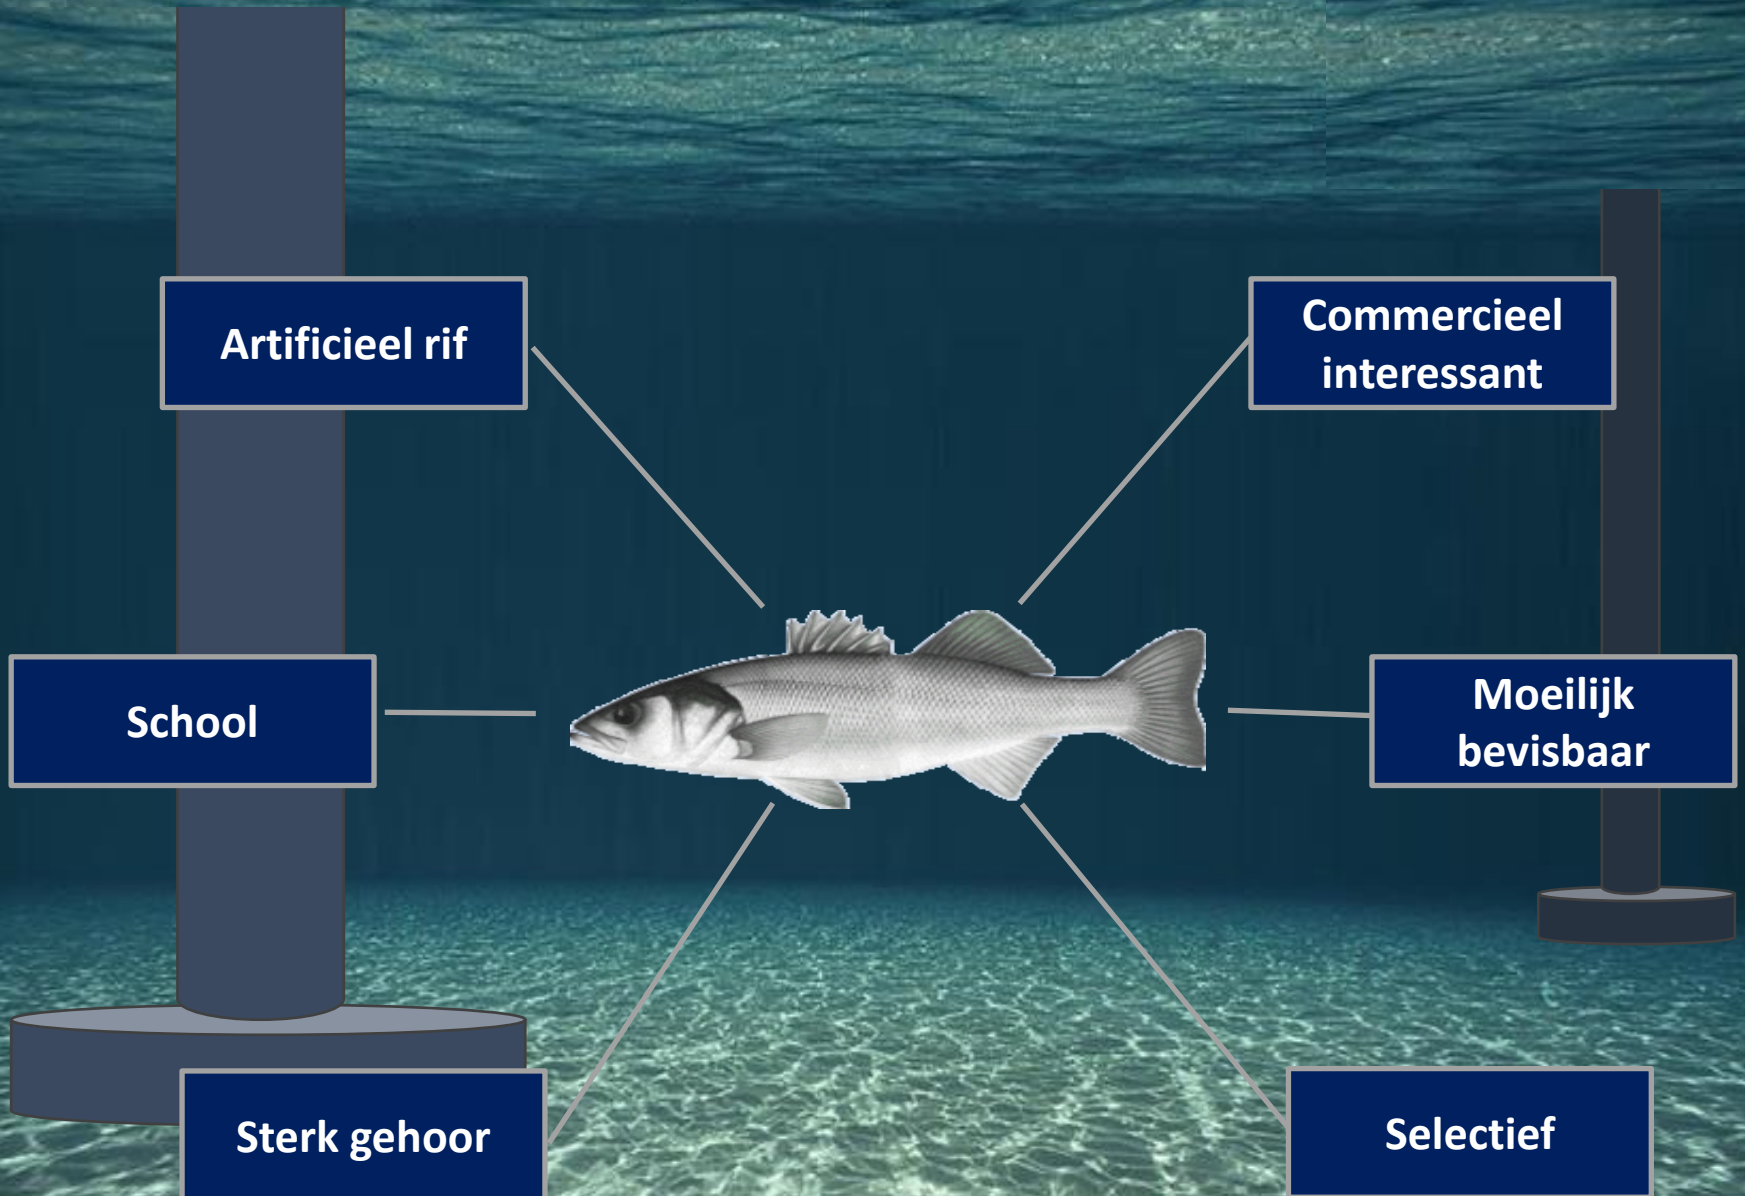 Artificieel rif
Commercieel
interessant
School
Moeilijk
bevisbaar
Sterk gehoor
Selectief